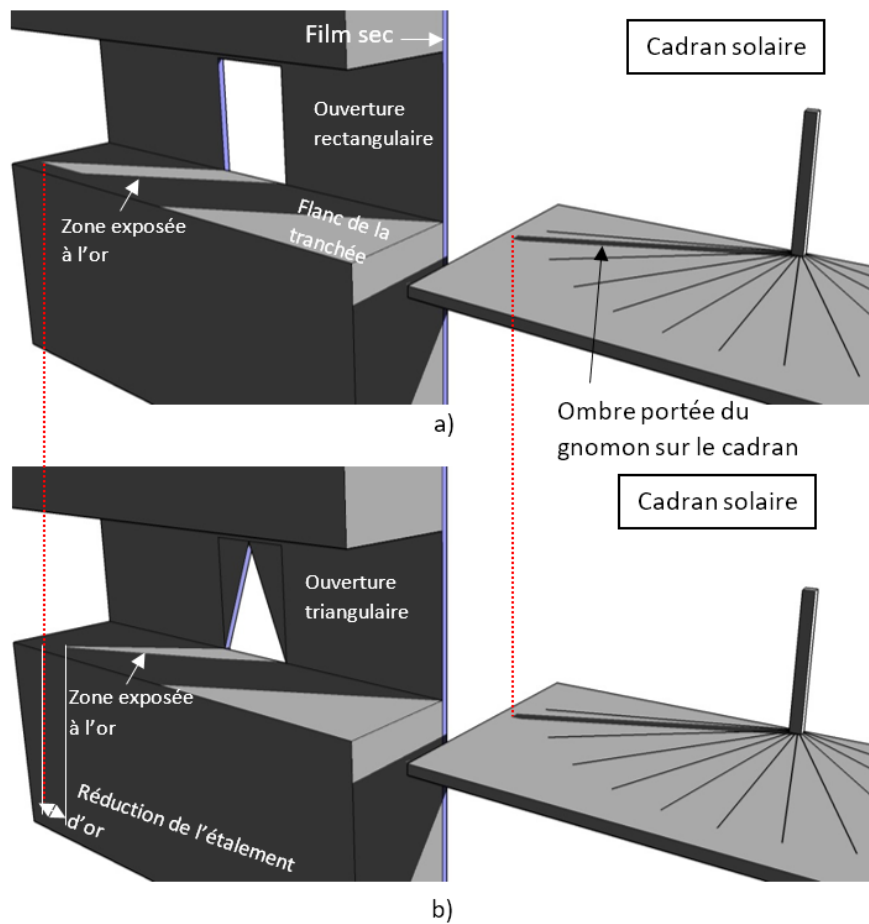 Film sec
Cadran solaire
Ouverture
rectangulaire
Flanc de la
tranchée
Zone exposée
à l'or
Ombre portée du
gnomon sur le cadran
a)
Cadran solaire
Ouverture
triangulaire
Zone exposée
à l'or
Réduction de l'étalement
d'or
b)